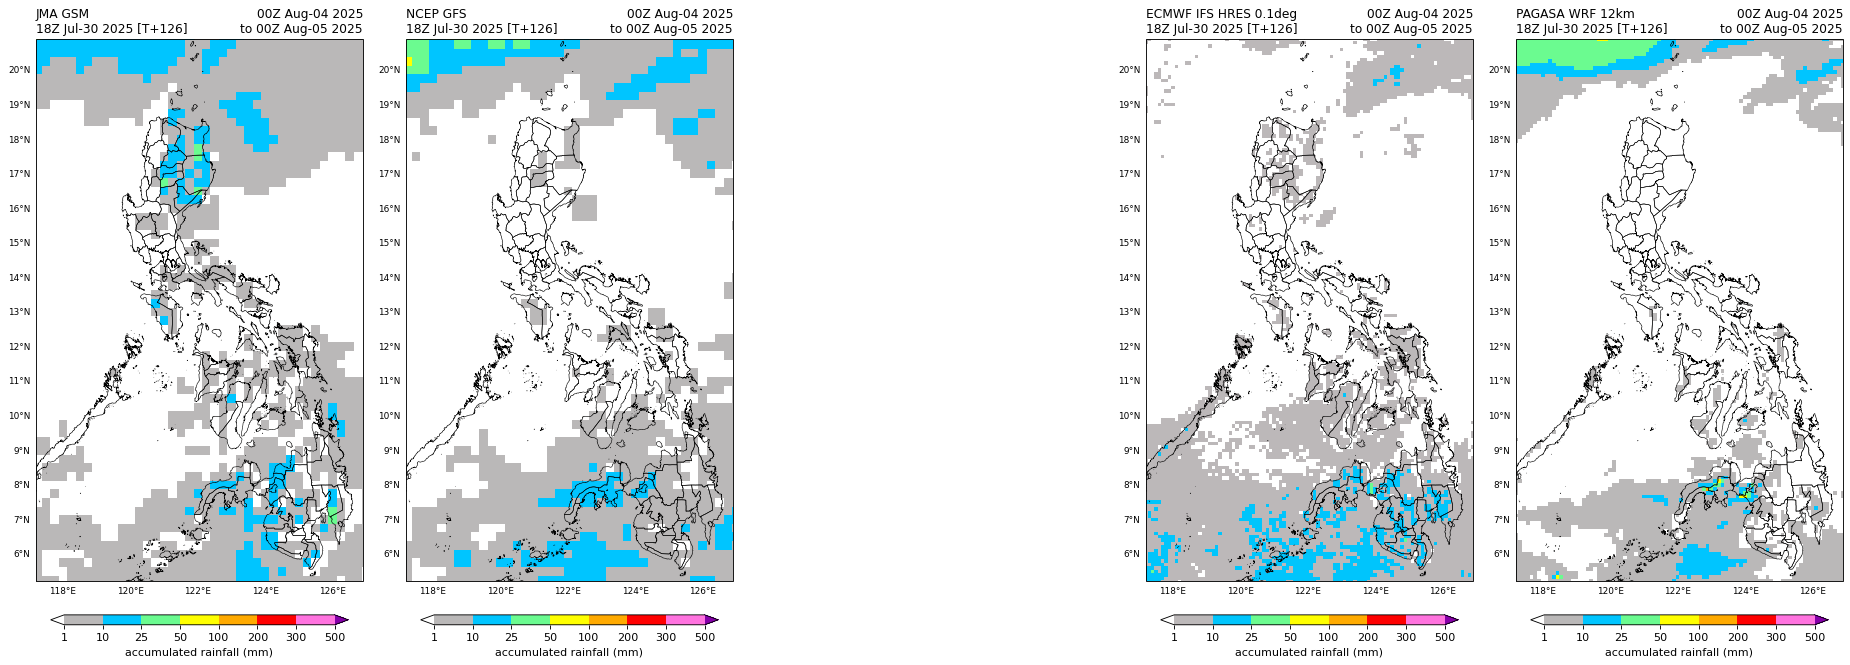 JMA GSM 00Z Aug-04 2025
18Z Jul-30 2025 [T+126] to 00Z Aug-05 2025
20°N
19°N
18°N
17°N
16°N
15°N
14°N
13°N
12°N
11°N
10°N
9°N
8°N
7°N
6°N
118°E 120°E 122°E 124°E 126°E
1 10 25 50 100 200 300 500
accumulated rainfall (mm)
NCEP GFS 00Z Aug-04 2025
18Z Jul-30 2025 [T+126] to 00Z Aug-05 2025
20°N
19°N
18°N
17°N
16°N
15°N
14°N
13°N
12°N
11°N
10°N
9°N
8°N
7°N
6°N
118°E 120°E 122°E 124°E 126°E
1 10 25 50 100 200 300 500
accumulated rainfall (mm)
ECMWF IFS HRES 0.1deg 00Z Aug-04 2025
18Z Jul-30 2025 [T+126] to 00Z Aug-05 2025
20°N
19°N
18°N
17°N
16°N
15°N
14°N
13°N
12°N
11°N
10°N
9°N
8°N
7°N
6°N
118°E 120°E 122°E 124°E 126°E
1 10 25 50 100 200 300 500
accumulated rainfall (mm)
PAGASA WRF 12km 00Z Aug-04 2025
18Z Jul-30 2025 [T+126] to 00Z Aug-05 2025
20°N
19°N
18°N
17°N
16°N
15°N
14°N
13°N
12°N
11°N
10°N
9°N
8°N
7°N
6°N
118°E 120°E 122°E 124°E 126°E
1 10 25 50 100 200 300 500
accumulated rainfall (mm)